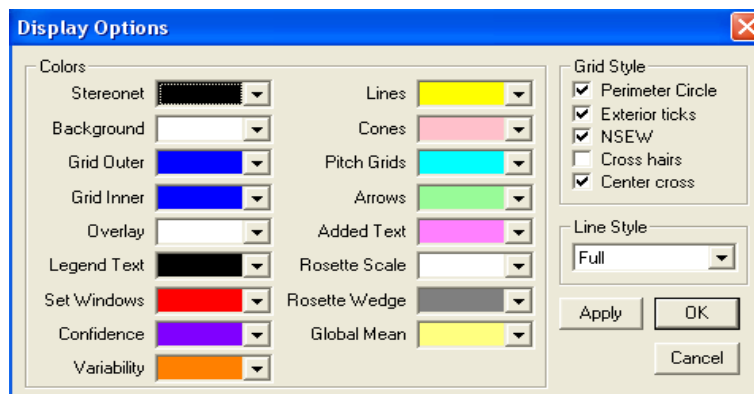 Display Options
Colors
Stereonet
Background
Grid Outer
Grid Inner
Overlay
Legend Text
Set Windows
Confidence
Variability
Lines
Cones
Pitch Grids
Arrows
Added Text
Rosette Scale
Rosette Wedge
Global Mean
Grid Style
Perimeter Circle
Exterior ticks
NSEW
Cross hairs
Center cross
Line Style
Full
Apply
OK
Cancel